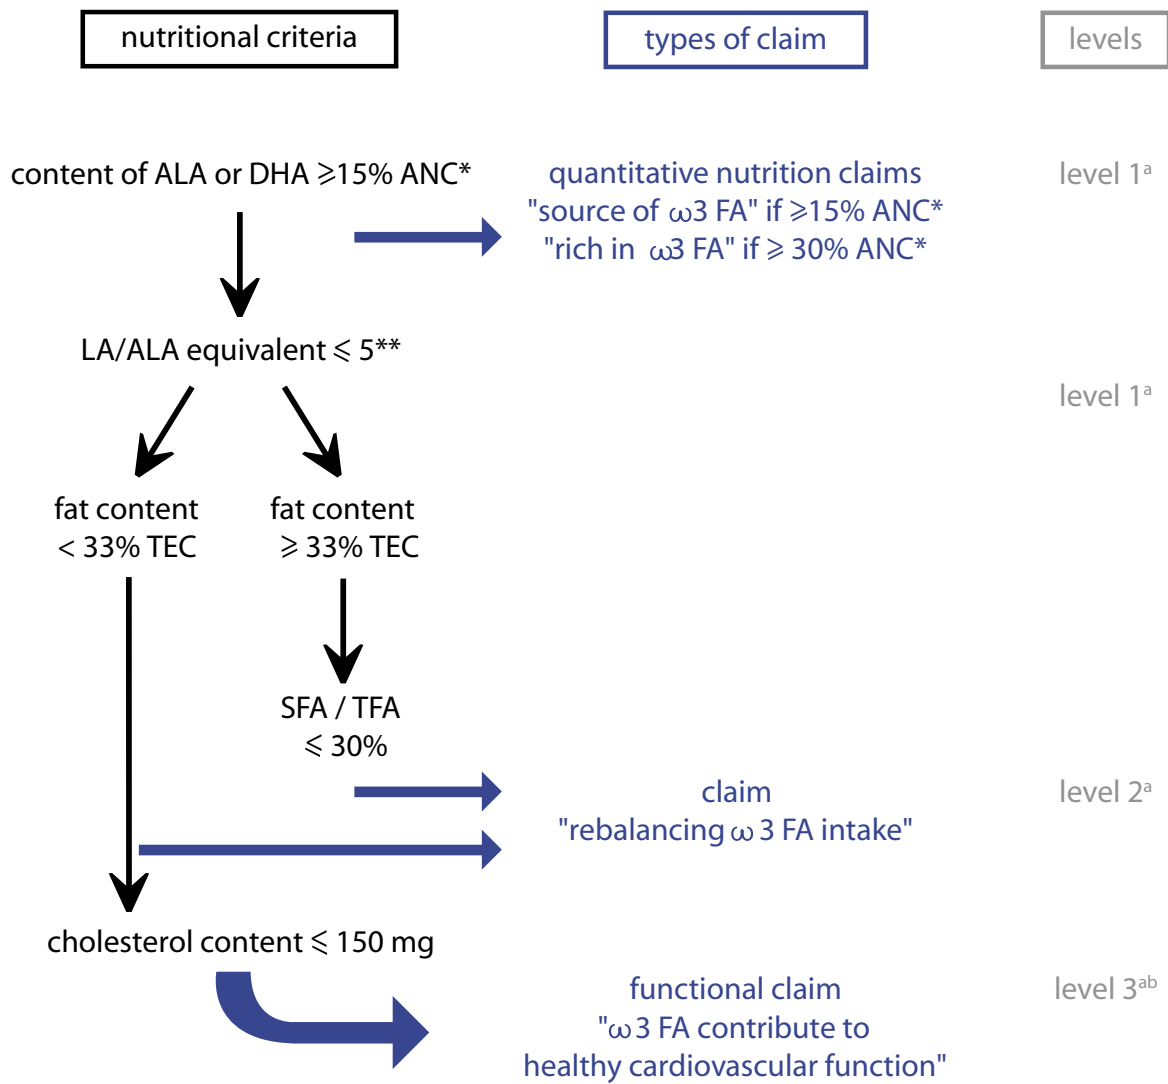 nutritional criteria
types of claim
levels
content of ALA or DHA ⩾15% ANC*
quantitative nutrition claims
"source of ω3 FA" if ⩾15% ANC*
"rich in ω3 FA" if ⩾ 30% ANC*
level 1ᵃ
LA/ALA equivalent ⩽ 5**
level 1ᵃ
fat content
< 33% TEC
fat content
⩾ 33% TEC
SFA / TFA
⩽ 30%
claim
"rebalancing ω 3 FA intake"
level 2ᵃ
cholesterol content ⩽ 150 mg
functional claim
"ω 3 FA contribute to
healthy cardiovascular function"
level 3ᵃᵇ